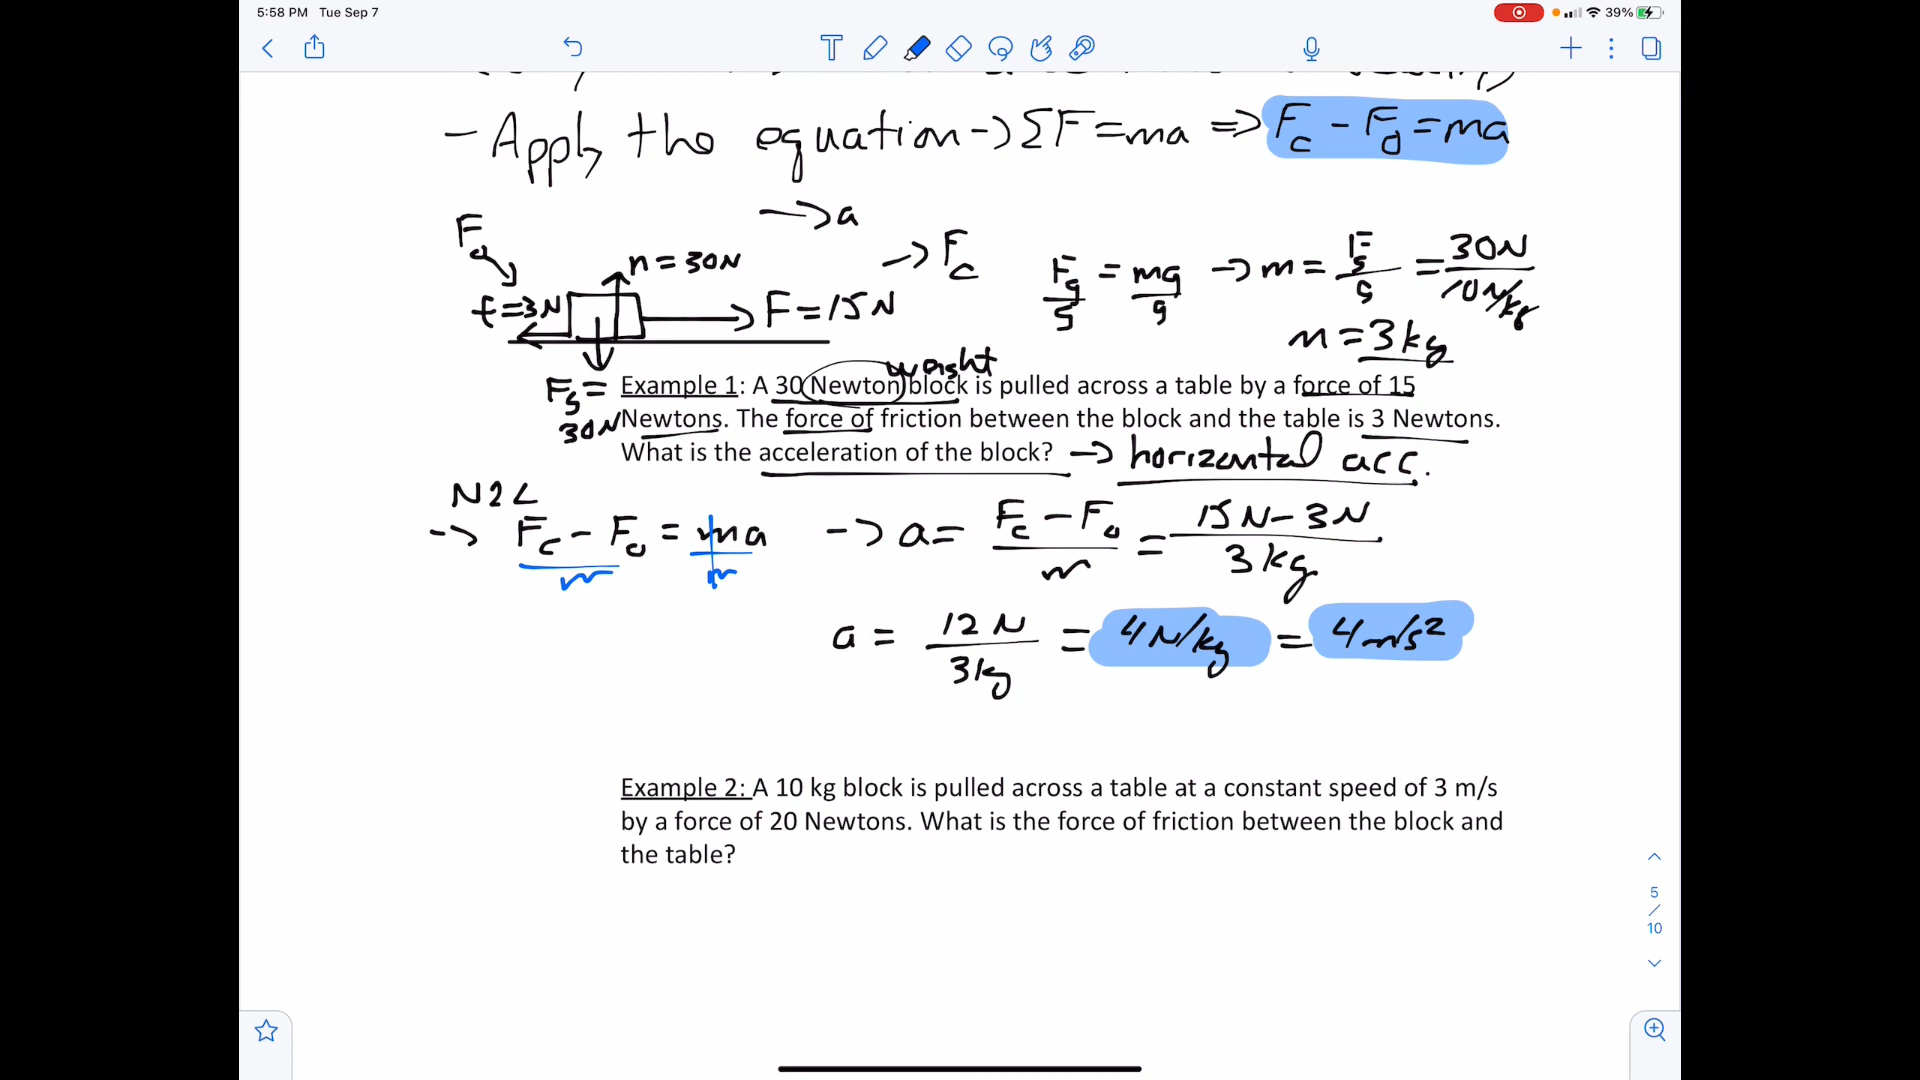 5:58 PM Tue Sep 7 39%
- Apply the equation → ΣF = ma ⇒ Fc - Fo = ma
→ a
Fo
n = 30N
→ Fc
f = 3N
F = 15N
Fg/g = mg/g → m = Fg/g = 30N/10N/kg
m = 3kg
weight
Fg = 30N
Example 1: A 30 Newton block is pulled across a table by a force of 15
Newtons. The force of friction between the block and the table is 3 Newtons.
What is the acceleration of the block? → horizontal acc.
N2L
→ Fc - Fo/m = ma/m → a = Fc - Fo/m = 15N - 3N/3kg
a = 12N/3kg = 4N/kg = 4m/s²
Example 2: A 10 kg block is pulled across a table at a constant speed of 3 m/s
by a force of 20 Newtons. What is the force of friction between the block and
the table?
5
/
10